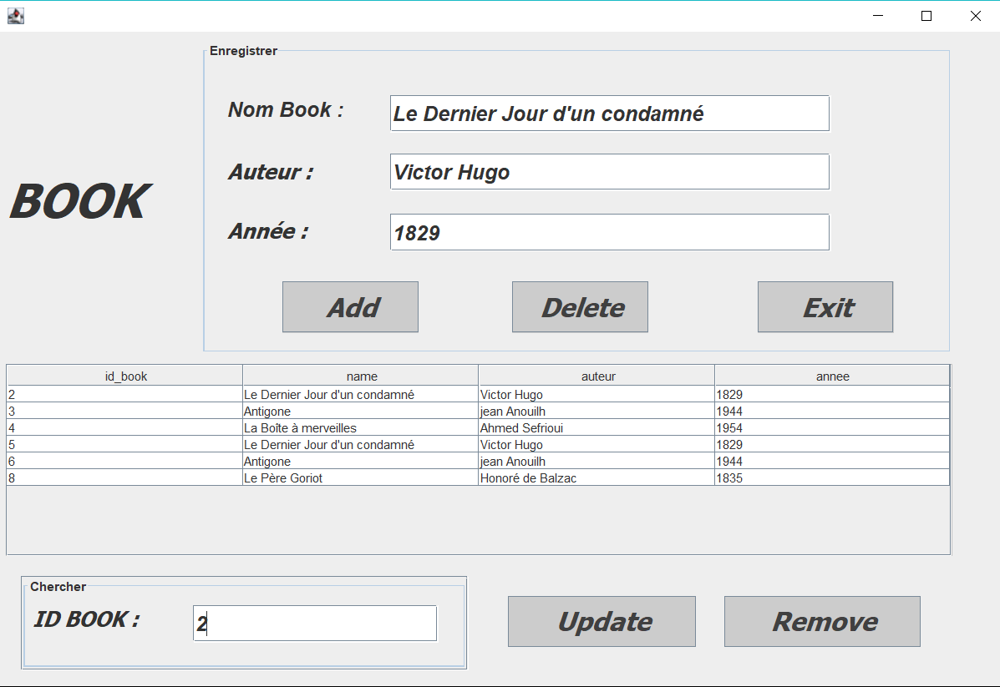 Enregistrer
Nom Book : Le Dernier Jour d'un condamné
Auteur : Victor Hugo
BOOK
Année : 1829
Add Delete Exit
id_book name auteur annee
2 Le Dernier Jour d'un condamné Victor Hugo 1829
3 Antigone jean Anouilh 1944
4 La Boîte à merveilles Ahmed Sefrioui 1954
5 Le Dernier Jour d'un condamné Victor Hugo 1829
6 Antigone jean Anouilh 1944
8 Le Père Goriot Honoré de Balzac 1835
Chercher
ID BOOK : 2
Update Remove